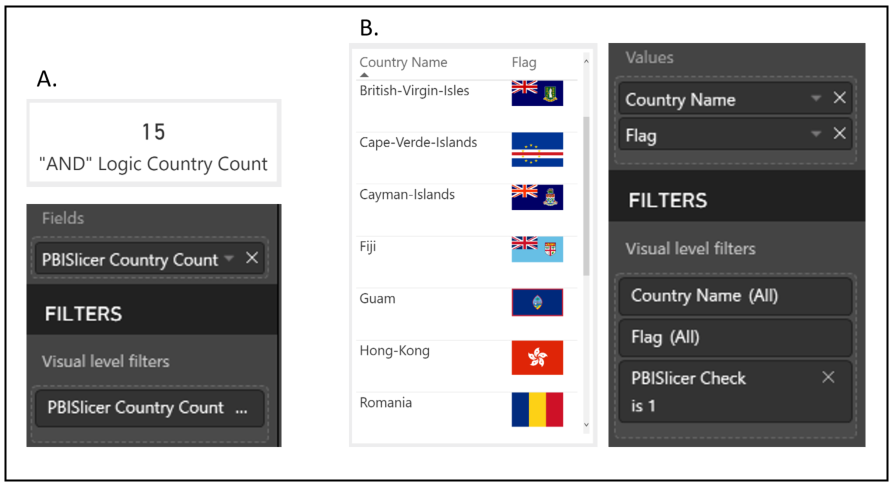 A.
15
"AND" Logic Country Count
Fields
PBISlicer Country Count
FILTERS
Visual level filters
PBISlicer Country Count ...
B.
Country Name Flag
British-Virgin-Isles
Cape-Verde-Islands
Cayman-Islands
Fiji
Guam
Hong-Kong
Romania
Values
Country Name
Flag
FILTERS
Visual level filters
Country Name (All)
Flag (All)
PBISlicer Check
is 1